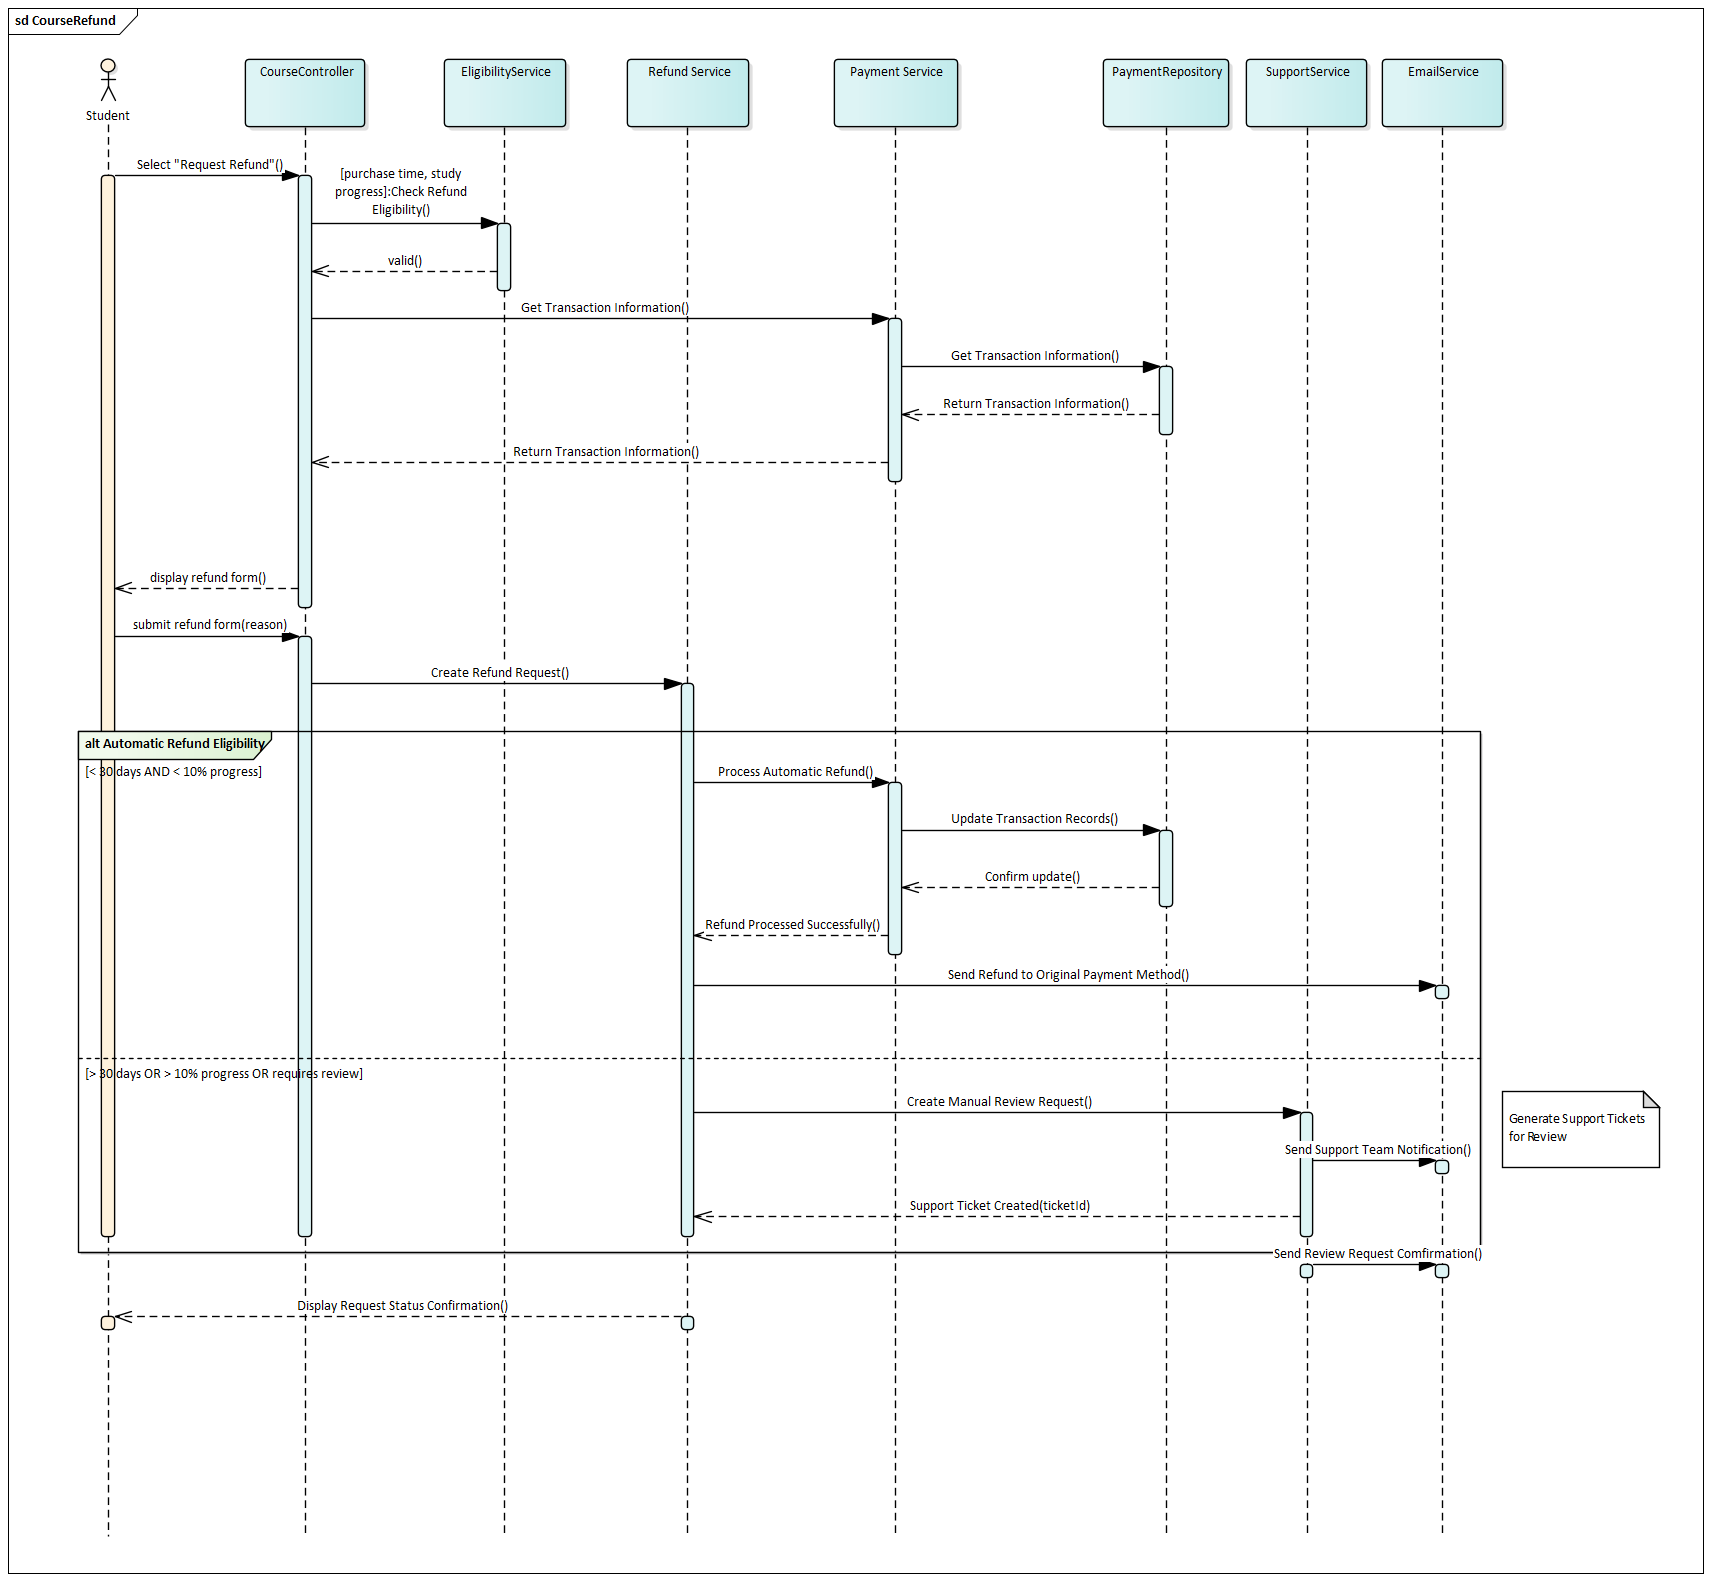 sd CourseRefund
Student
CourseController
EligibilityService
Refund Service
Payment Service
PaymentRepository
SupportService
EmailService
Select "Request Refund"()
[purchase time, study
progress]:Check Refund
Eligibility()
valid()
Get Transaction Information()
Get Transaction Information()
Return Transaction Information()
Return Transaction Information()
display refund form()
submit refund form(reason)
Create Refund Request()
alt Automatic Refund Eligibility
[< 30 days AND < 10% progress]
Process Automatic Refund()
Update Transaction Records()
Confirm update()
Refund Processed Successfully()
Send Refund to Original Payment Method()
[> 30 days OR > 10% progress OR requires review]
Create Manual Review Request()
Generate Support Tickets
for Review
Send Support Team Notification()
Support Ticket Created(ticketId)
Send Review Request Comfirmation()
Display Request Status Confirmation()